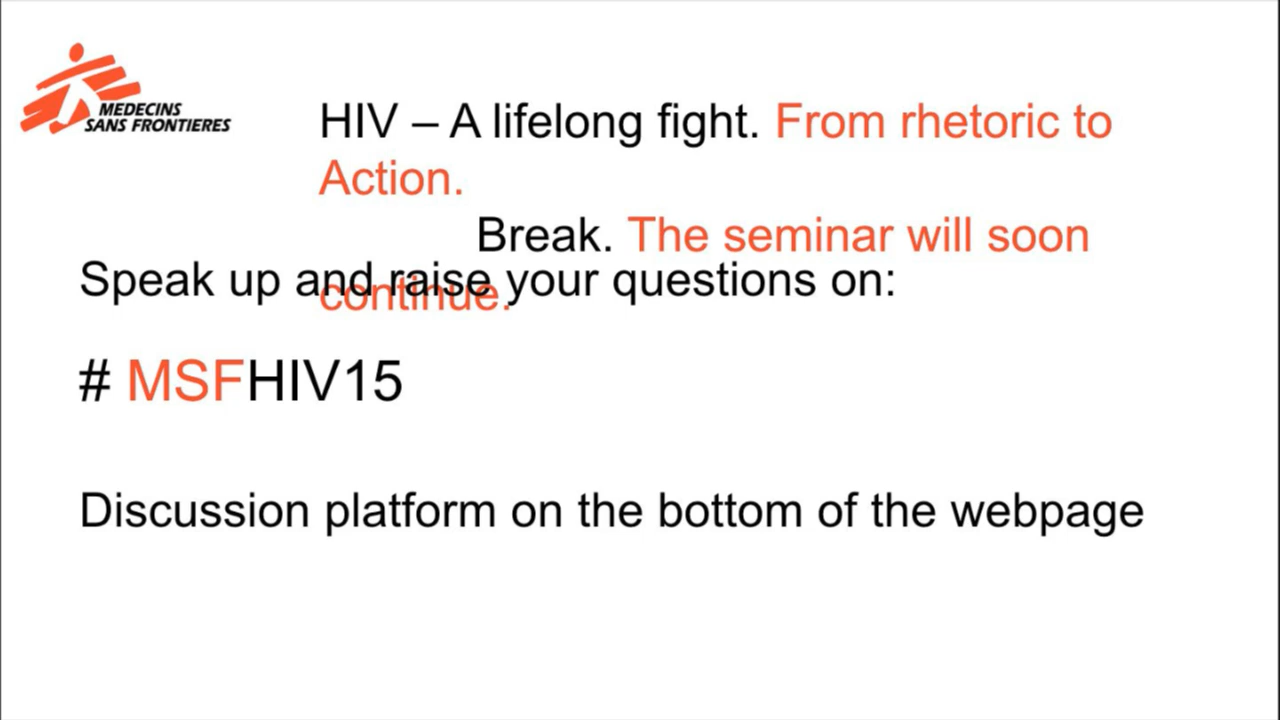 MEDECINS
SANS FRONTIERES
HIV – A lifelong fight. From rhetoric to
Action.
Break. The seminar will soon
continue.
Speak up and raise your questions on:
# MSFHIV15
Discussion platform on the bottom of the webpage